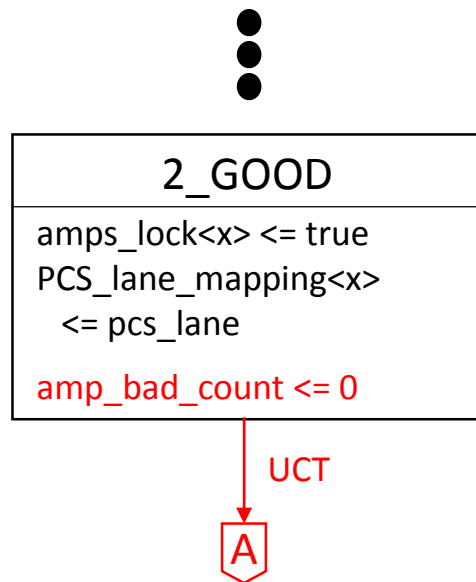 2_GOOD
amps_lock<x> <= true
PCS_lane_mapping<x>
<= pcs_lane
amp_bad_count <= 0
UCT
A